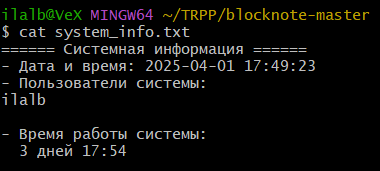 ilalb@VeX MINGW64 ~/TRPP/blocknote-master
$ cat system_info.txt
====== Системная информация ======
- Дата и время: 2025-04-01 17:49:23
- Пользователи системы:
ilalb
- Время работы системы:
3 дней 17:54